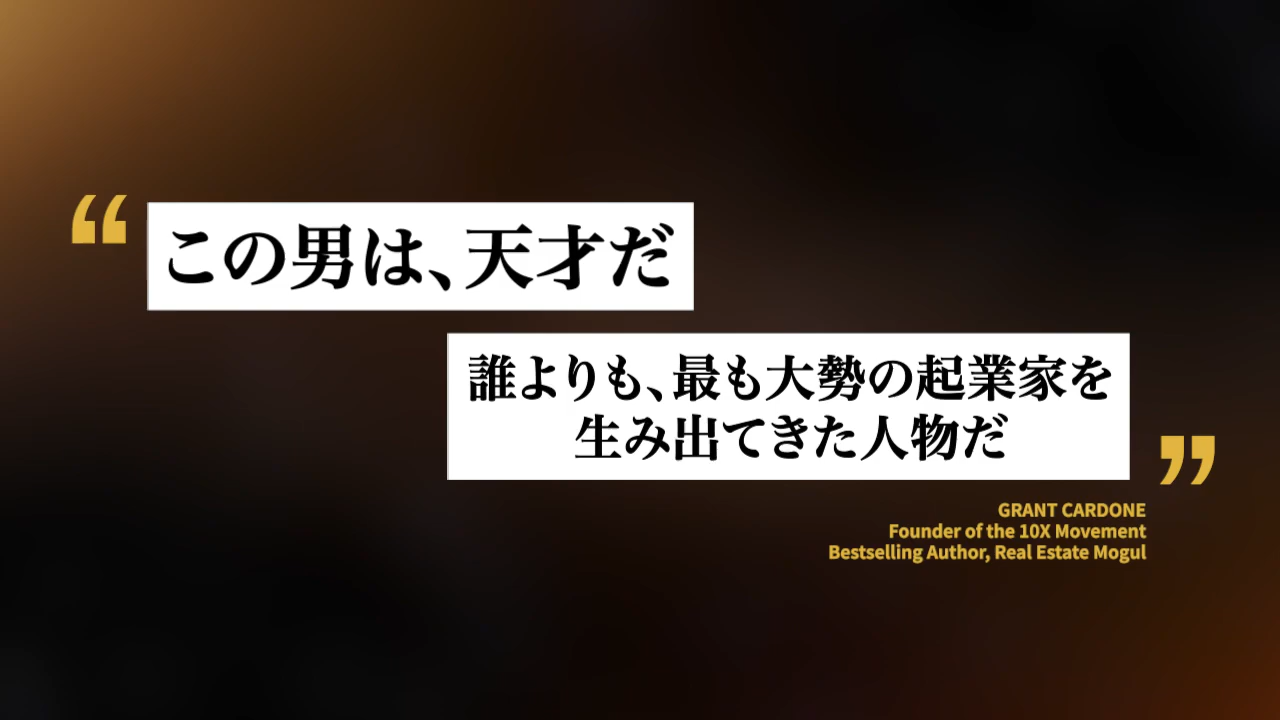 “
この男は、天才だ
誰よりも、最も大勢の起業家を
生み出てきた人物だ
”
GRANT CARDONE
Founder of the 10X Movement
Bestselling Author, Real Estate Mogul